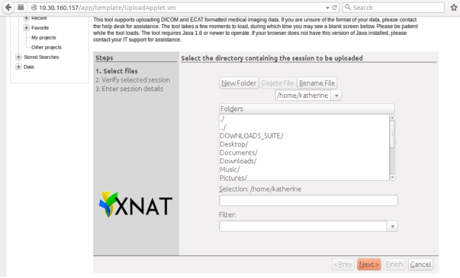 10.30.160.157/app/template/UploadApplet.vm
Search
Recent
Favorite
My projects
Other projects
Stored Searches
Data
This tool supports uploading DICOM and ECAT formatted medical imaging data. If you are unsure of the format of your data, please contact
the help desk for assistance. The tool takes a few moments to load, during which time you may see a blank screen below. Please be patient
while the tool loads. The tool requires Java 1.6 or newer to operate. If your browser does not have this version of Java installed, please
contact your IT support for assistance.
Steps
1. Select files
2. Verify selected session
3. Enter session details
XNAT
Select the directory containing the session to be uploaded
New Folder Delete File Rename File
/home/katherine
Folders
./
../
DOWNLOADS_SUITE/
Desktop/
Documents/
Downloads/
Music/
Pictures/
Selection: /home/katherine
Filter:
< Prev Next > Finish Cancel